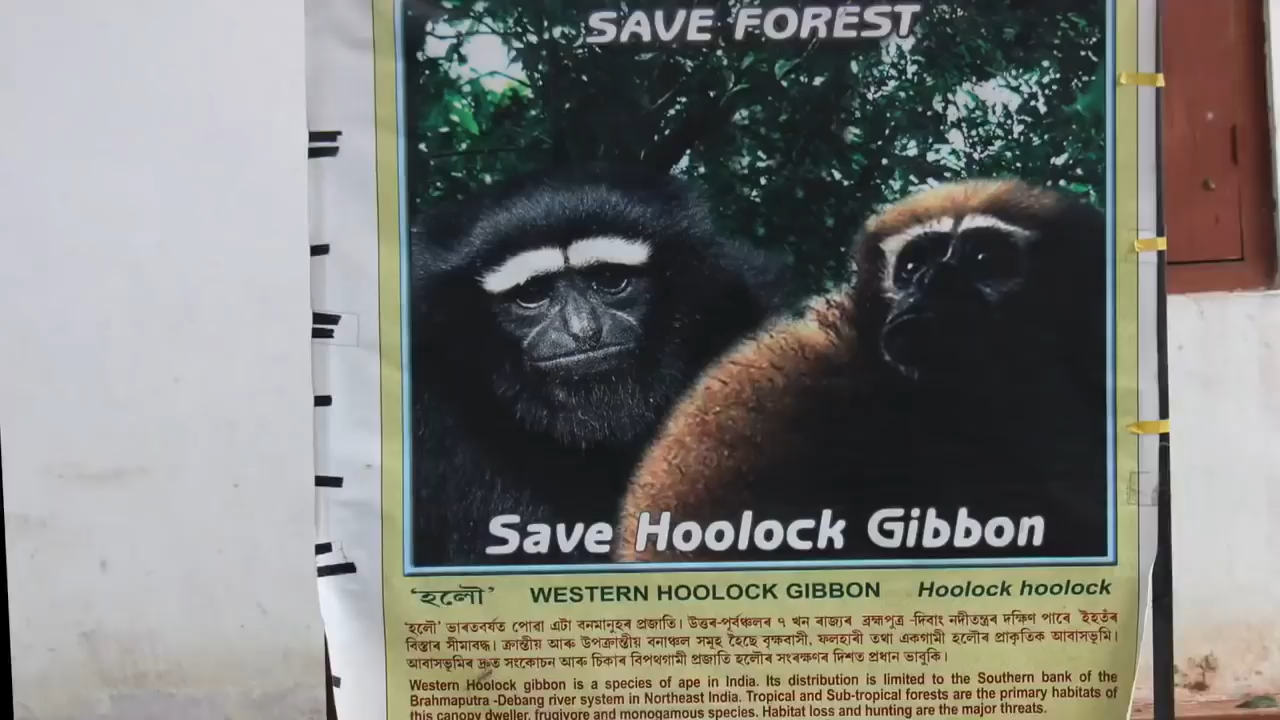 SAVE FOREST
Save Hoolock Gibbon
‘হলৌ’ WESTERN HOOLOCK GIBBON Hoolock hoolock
‘হলৌ’ ভাৰতবৰ্ষত পোৱা এটা বনমানুহৰ প্ৰজাতি। উত্তৰ-পূৰ্বাঞ্চলৰ ৭ খন ৰাজ্যৰ ব্ৰহ্মপুত্ৰ -দিবাং নদীতন্ত্ৰৰ দক্ষিণ পাৰে ইহঁতৰ
বিস্তাৰ সীমাবদ্ধ। ক্ৰান্তীয় আৰু উপক্ৰান্তীয় বনাঞ্চল সমূহ হৈছে বৃক্ষবাসী, ফলহাৰী তথা একগামী হলৌৰ প্ৰাকৃতিক আবাসভূমি।
আবাসভূমিৰ দ্ৰুত সংকোচন আৰু চিকাৰ বিপথগামী প্ৰজাতি হলৌৰ সংৰক্ষণৰ দিশত প্ৰধান ভাবুকি।
Western Hoolock gibbon is a species of ape in India. Its distribution is limited to the Southern bank of the
Brahmaputra -Debang river system in Northeast India. Tropical and Sub-tropical forests are the primary habitats of
this canopy dweller, frugivore and monogamous species. Habitat loss and hunting are the major threats.